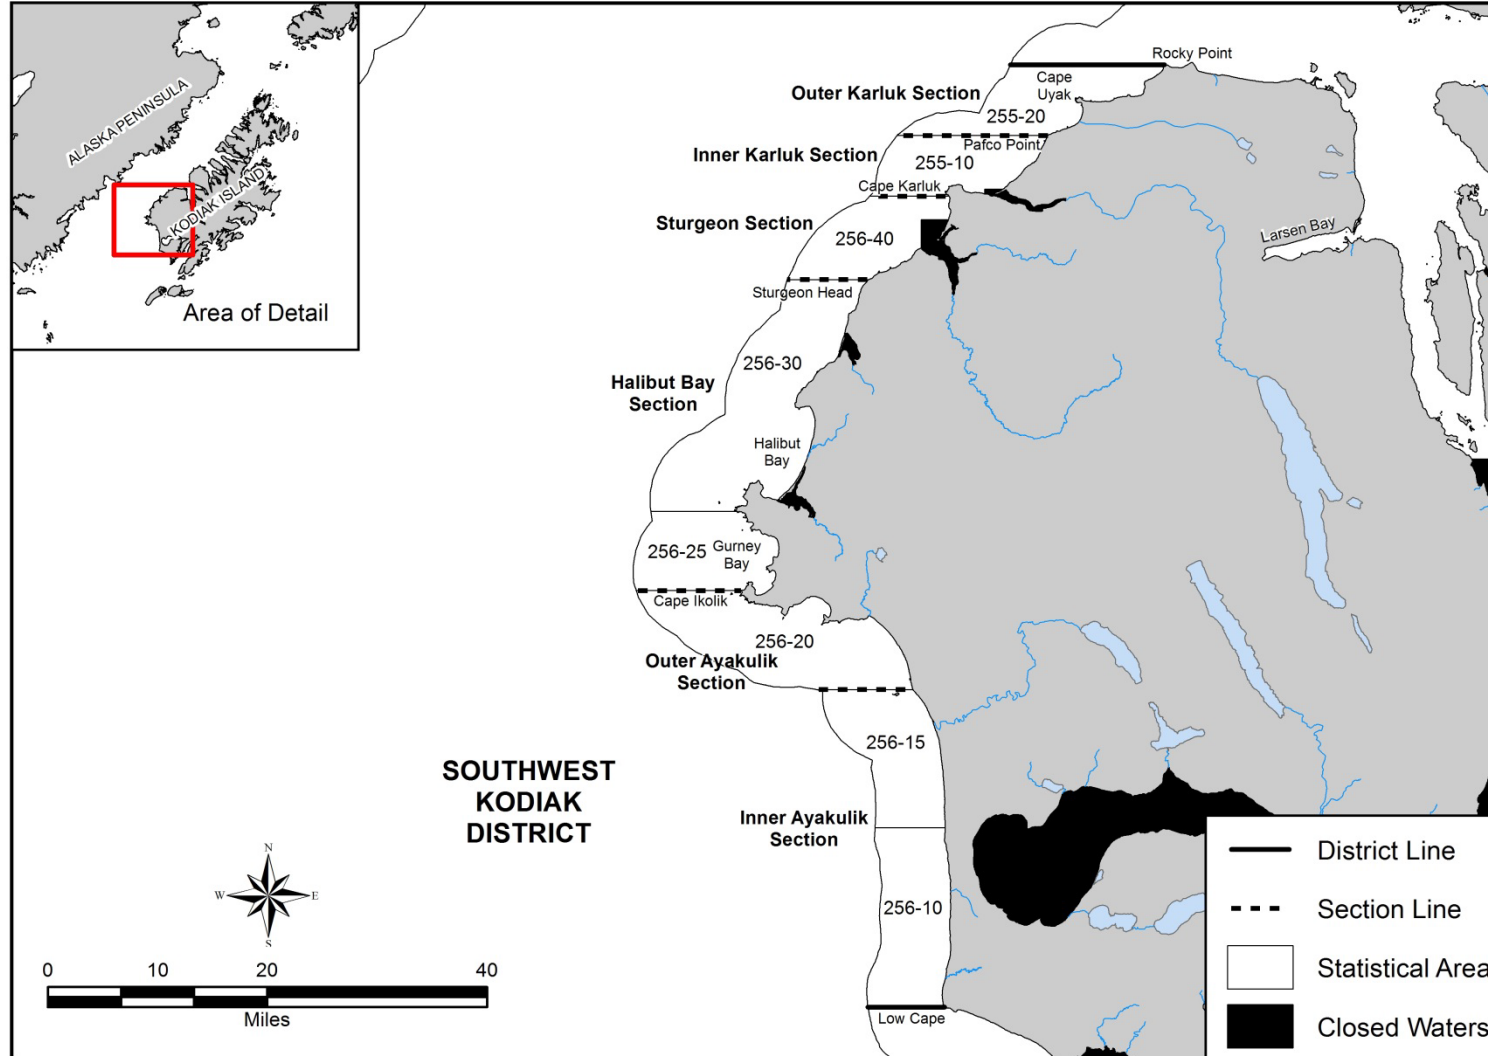 ALASKA PENINSULA
KODIAK ISLAND
Area of Detail
Rocky Point
Cape
Uyak
Outer Karluk Section
255-20
Pafco Point
Inner Karluk Section
255-10
Cape Karluk
Sturgeon Section
256-40
Larsen Bay
Sturgeon Head
256-30
Halibut Bay
Section
Halibut
Bay
256-25
Gurney
Bay
Cape Ikolik
256-20
Outer Ayakulik
Section
256-15
SOUTHWEST
KODIAK
DISTRICT
Inner Ayakulik
Section
256-10
N
W
E
S
0 10 20 40
Miles
Low Cape
District Line
Section Line
Statistical Area
Closed Waters